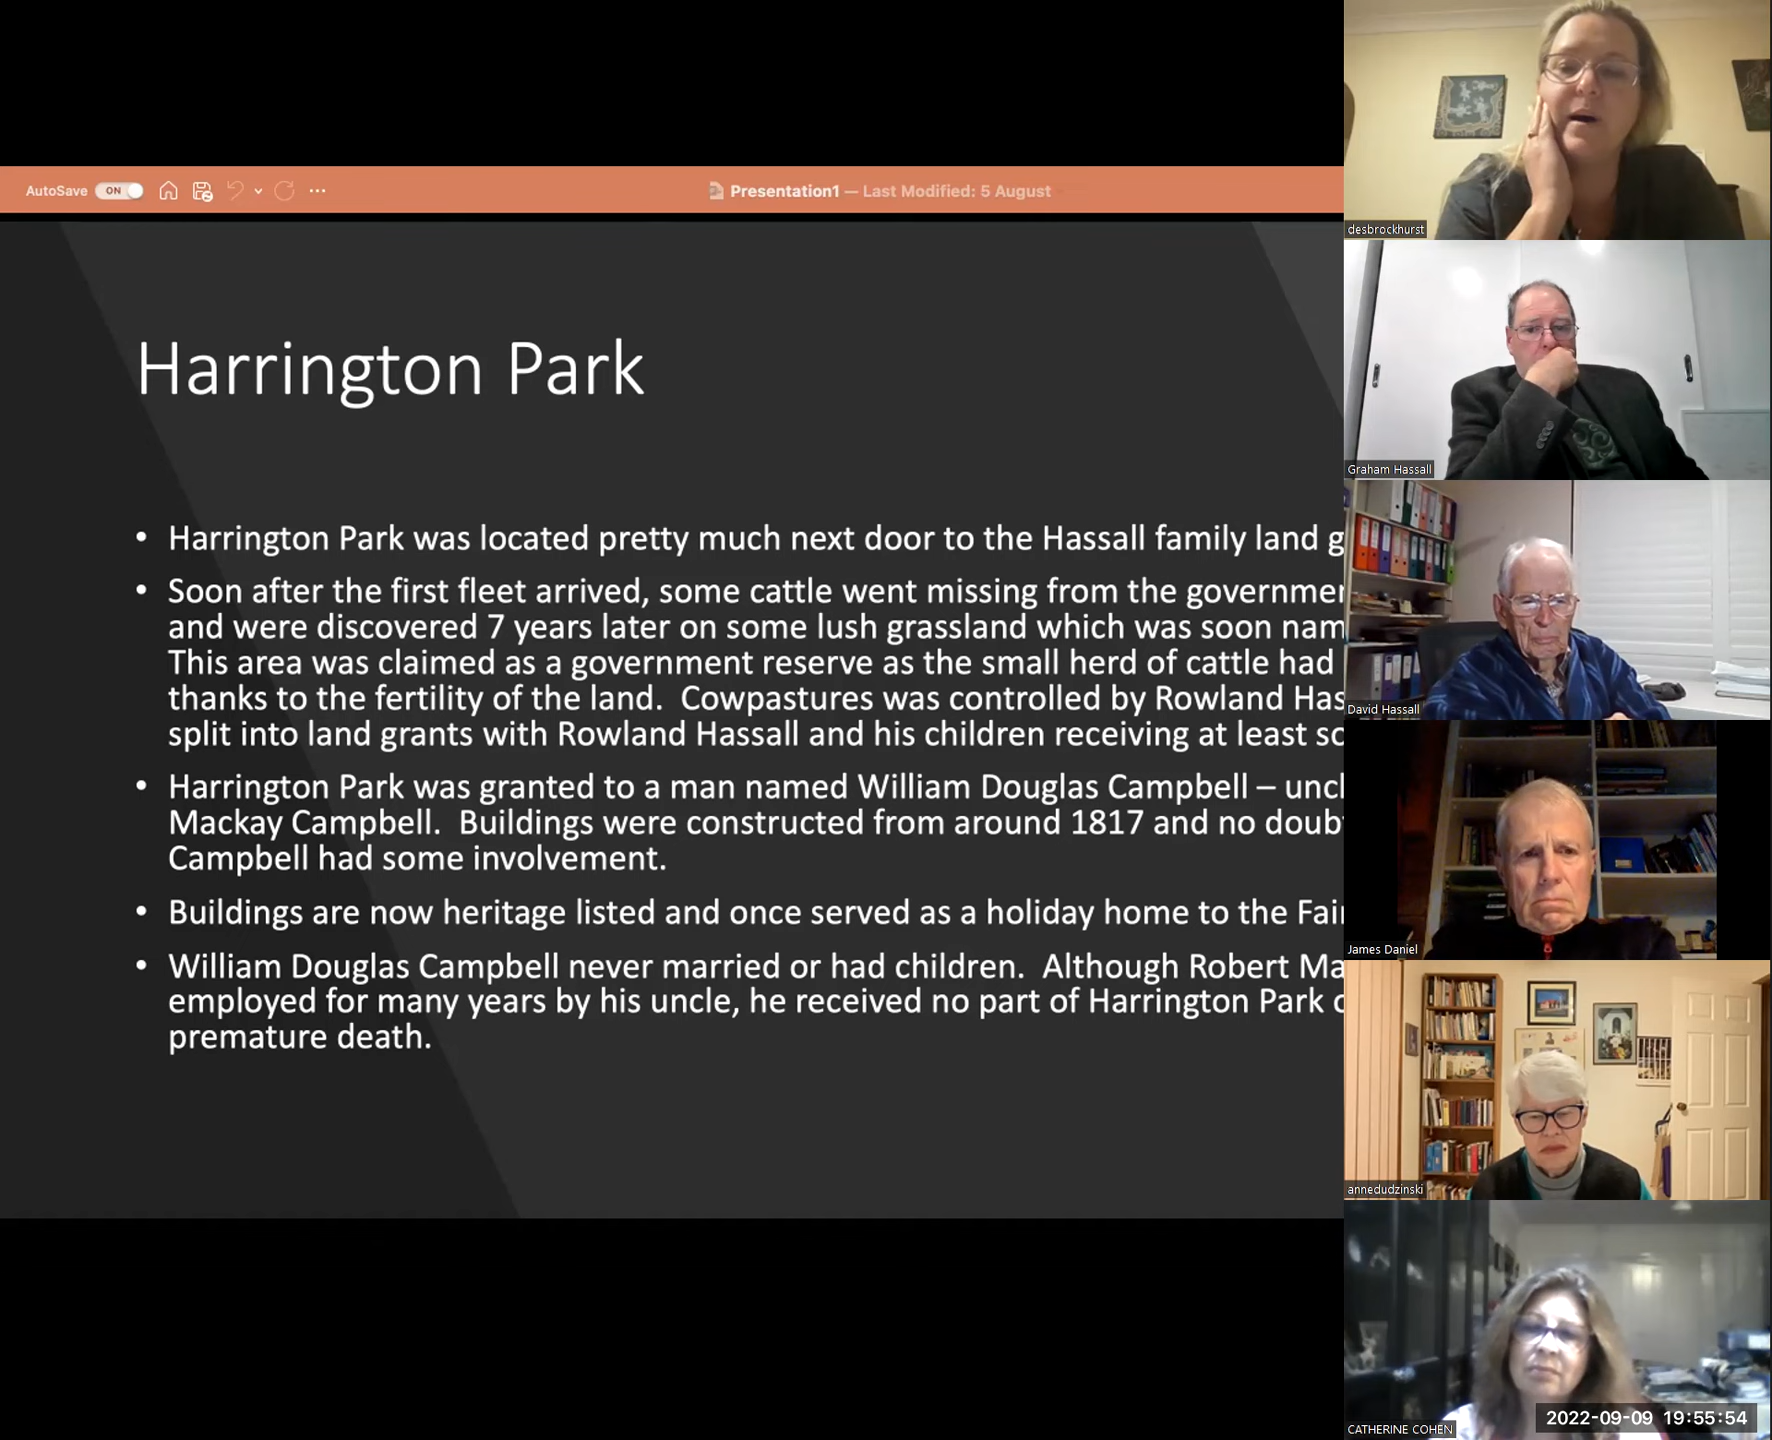 AutoSave ON Presentation1 — Last Modified: 5 August
Harrington Park
• Harrington Park was located pretty much next door to the Hassall family land g
• Soon after the first fleet arrived, some cattle went missing from the governmen
and were discovered 7 years later on some lush grassland which was soon nam
This area was claimed as a government reserve as the small herd of cattle had
thanks to the fertility of the land.  Cowpastures was controlled by Rowland Has
split into land grants with Rowland Hassall and his children receiving at least so
• Harrington Park was granted to a man named William Douglas Campbell – uncl
Mackay Campbell.  Buildings were constructed from around 1817 and no doub
Campbell had some involvement.
• Buildings are now heritage listed and once served as a holiday home to the Fai
• William Douglas Campbell never married or had children.  Although Robert Ma
employed for many years by his uncle, he received no part of Harrington Park
premature death.
desbrockhurst
Graham Hassall
David Hassall
James Daniel
annedudzinski
CATHERINE COHEN
2022-09-09 19:55:54